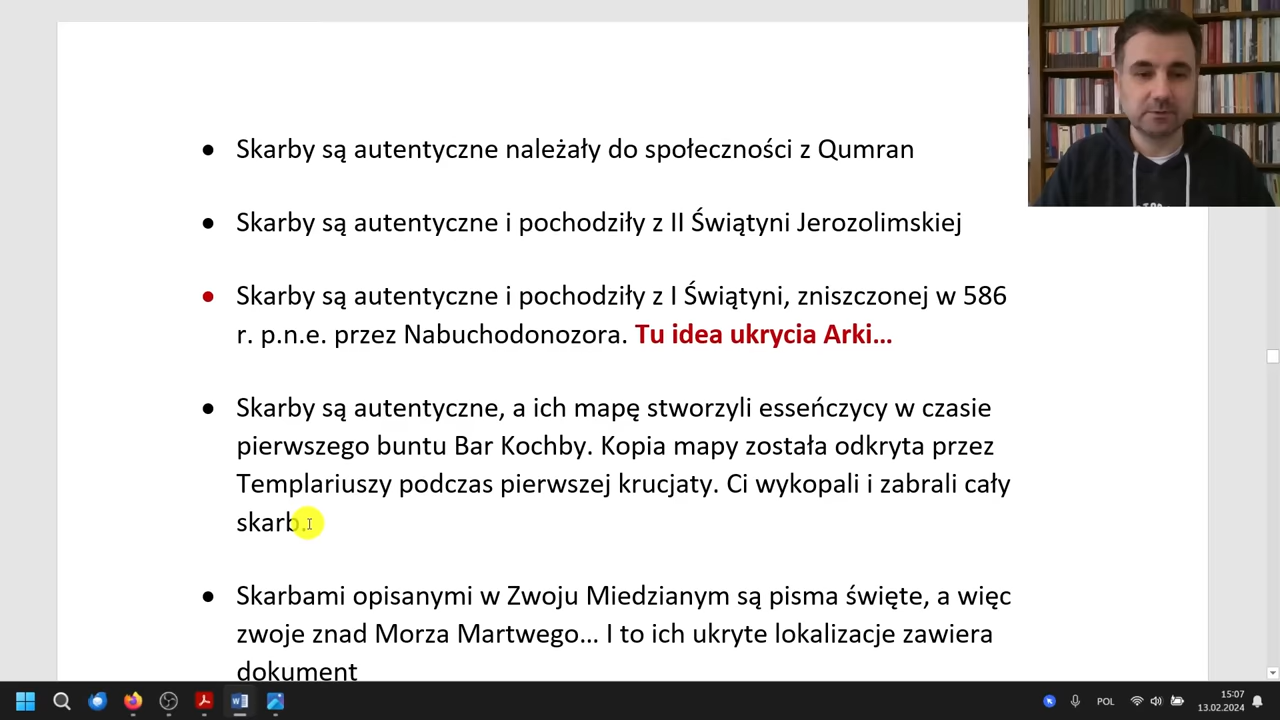 Skarby są autentyczne należały do społeczności z Qumran
Skarby są autentyczne i pochodziły z II Świątyni Jerozolimskiej
Skarby są autentyczne i pochodziły z I Świątyni, zniszczonej w 586
r. p.n.e. przez Nabuchodonozora. Tu idea ukrycia Arki...
Skarby są autentyczne, a ich mapę stworzyli esseńczycy w czasie
pierwszego buntu Bar Kochby. Kopia mapy została odkryta przez
Templariuszy podczas pierwszej krucjaty. Ci wykopali i zabrali cały
skarb.
Skarbami opisanymi w Zwoju Miedzianym są pisma święte, a więc
zwoje znad Morza Martwego... I to ich ukryte lokalizacje zawiera
dokument
POL
15:07
13.02.2024